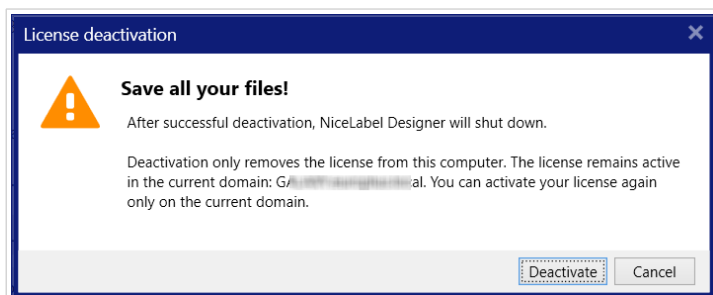 License deactivation
Save all your files!
After successful deactivation, NiceLabel Designer will shut down.
Deactivation only removes the license from this computer. The license remains active
in the current domain: GA al. You can activate your license again
only on the current domain.
Deactivate Cancel